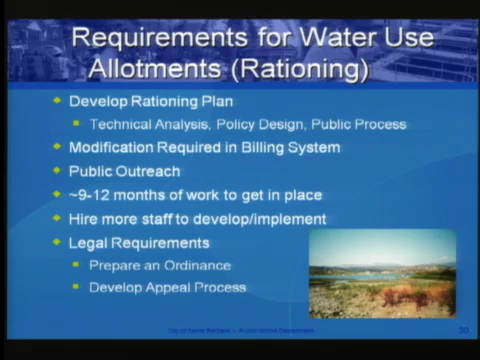 Requirements for Water Use
Allotments (Rationing)
Develop Rationing Plan
Technical Analysis, Policy Design, Public Process
Modification Required in Billing System
Public Outreach
~9-12 months of work to get in place
Hire more staff to develop/implement
Legal Requirements
Prepare an Ordinance
Develop Appeal Process
City of Santa Barbara • Public Works Department
30